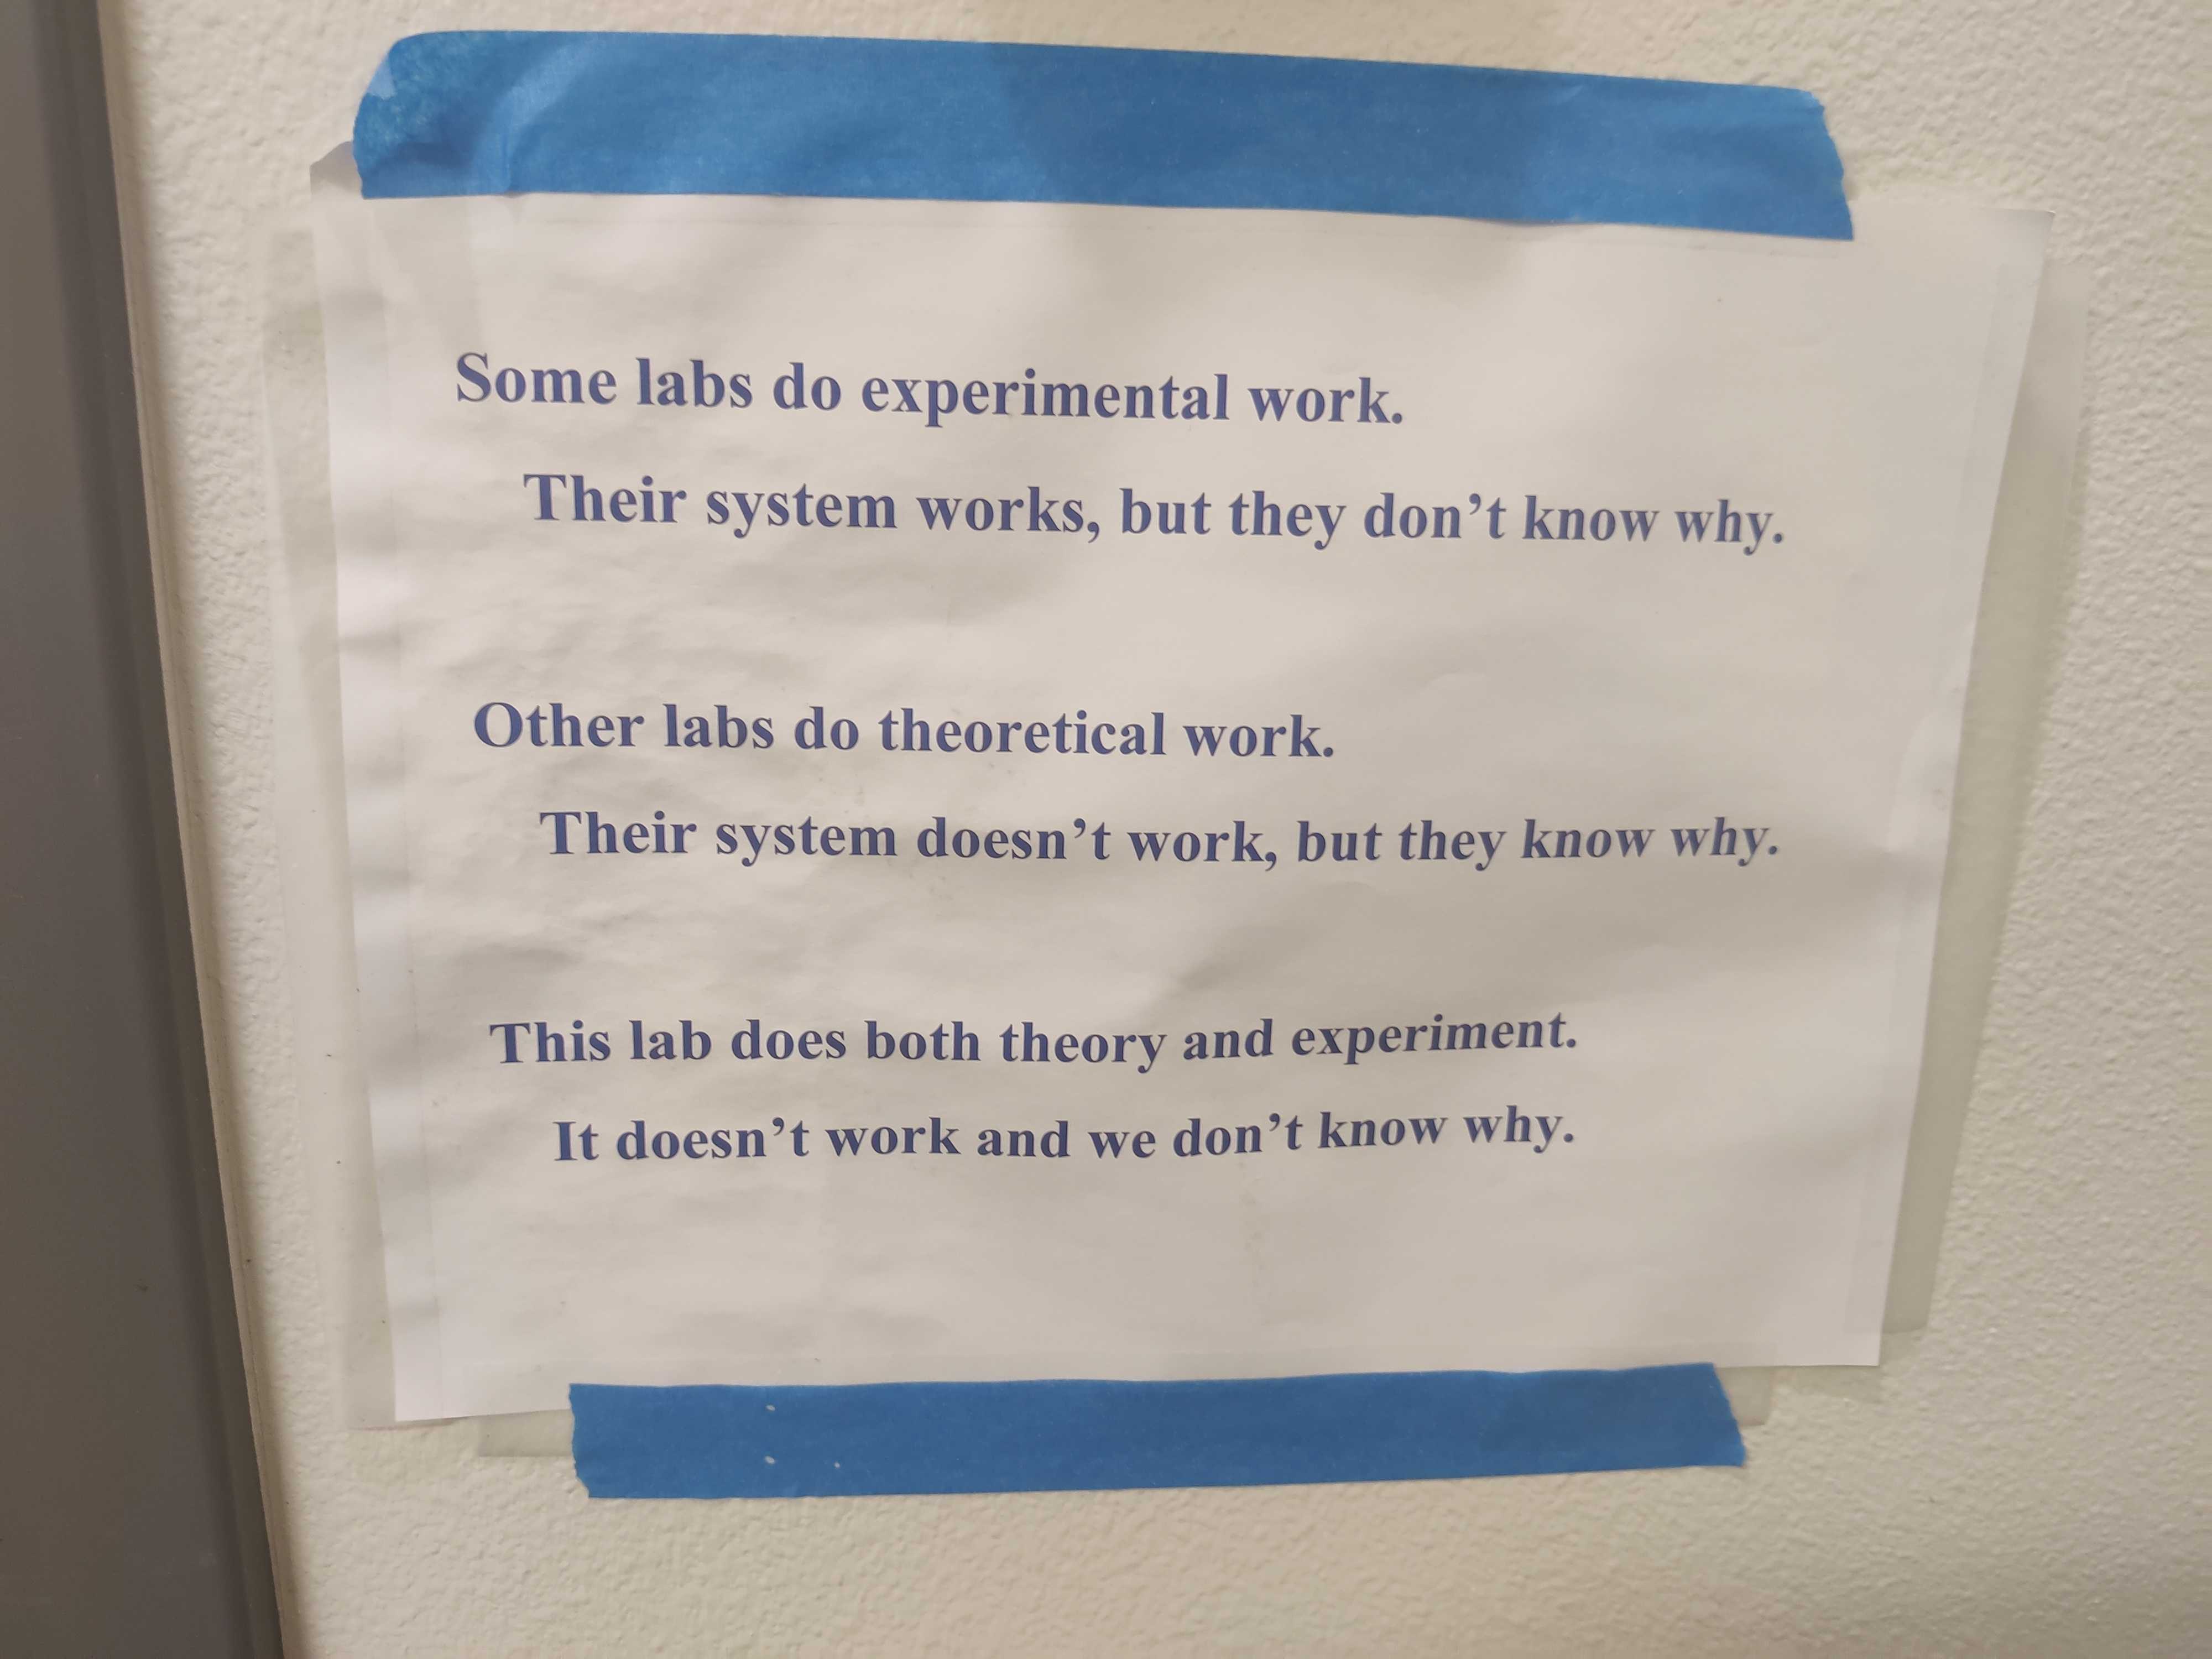 Some labs do experimental work.
Their system works, but they don’t know why.
Other labs do theoretical work.
Their system doesn’t work, but they know why.
This lab does both theory and experiment.
It doesn’t work and we don’t know why.